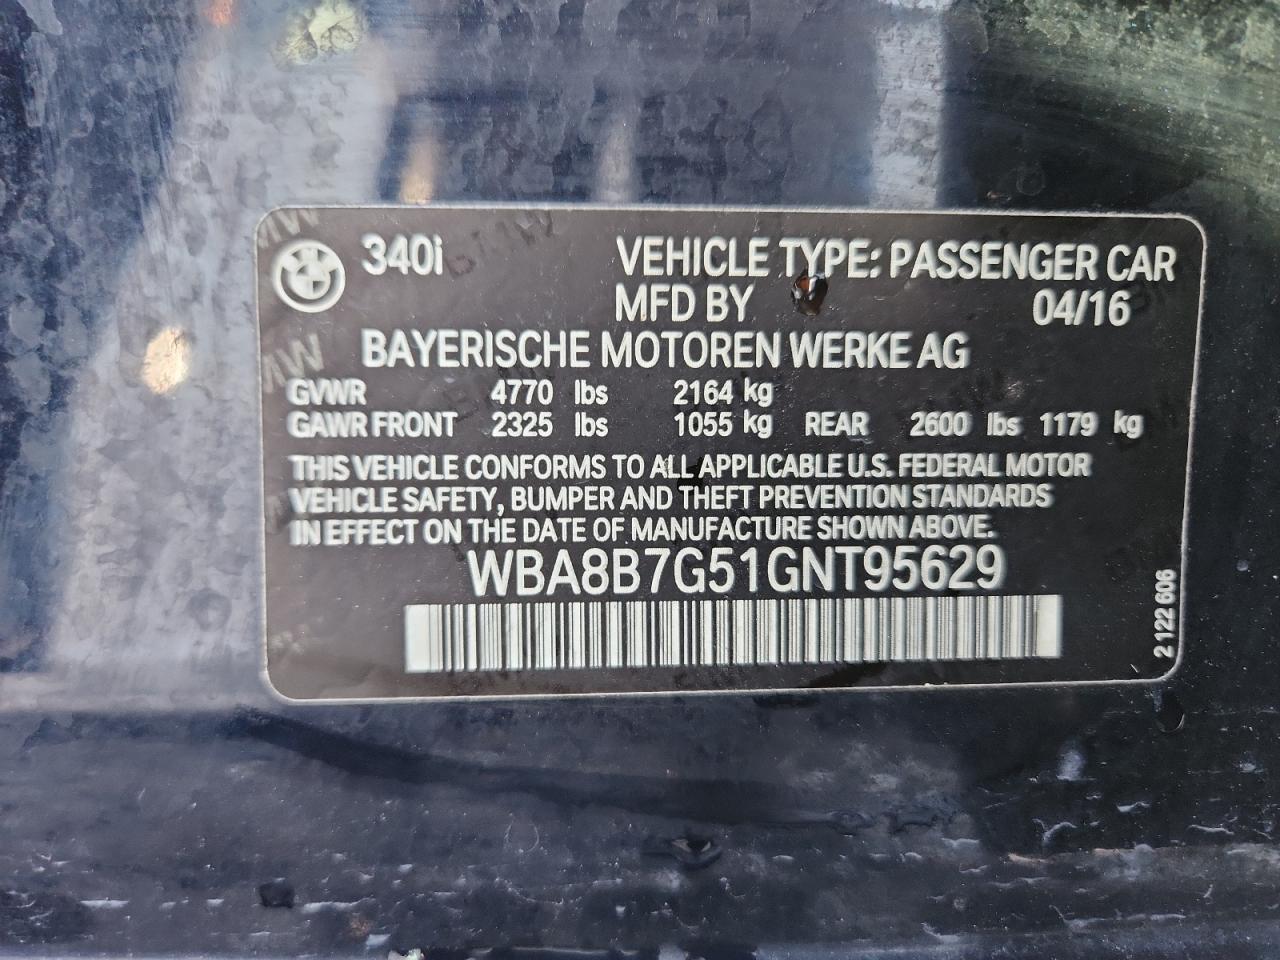 340i VEHICLE TYPE: PASSENGER CAR
MFD BY 04/16
BAYERISCHE MOTOREN WERKE AG
GVWR 4770 lbs 2164 kg
GAWR FRONT 2325 lbs 1055 kg REAR 2600 lbs 1179 kg
THIS VEHICLE CONFORMS TO ALL APPLICABLE U.S. FEDERAL MOTOR
VEHICLE SAFETY, BUMPER AND THEFT PREVENTION STANDARDS
IN EFFECT ON THE DATE OF MANUFACTURE SHOWN ABOVE.
WBA8B7G51GNT95629
2 122 606